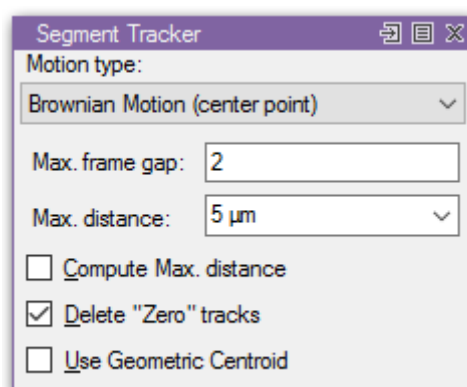 Segment Tracker
Motion type:
Brownian Motion (center point)
Max. frame gap: 2
Max. distance: 5 µm
Compute Max. distance
Delete "Zero" tracks
Use Geometric Centroid